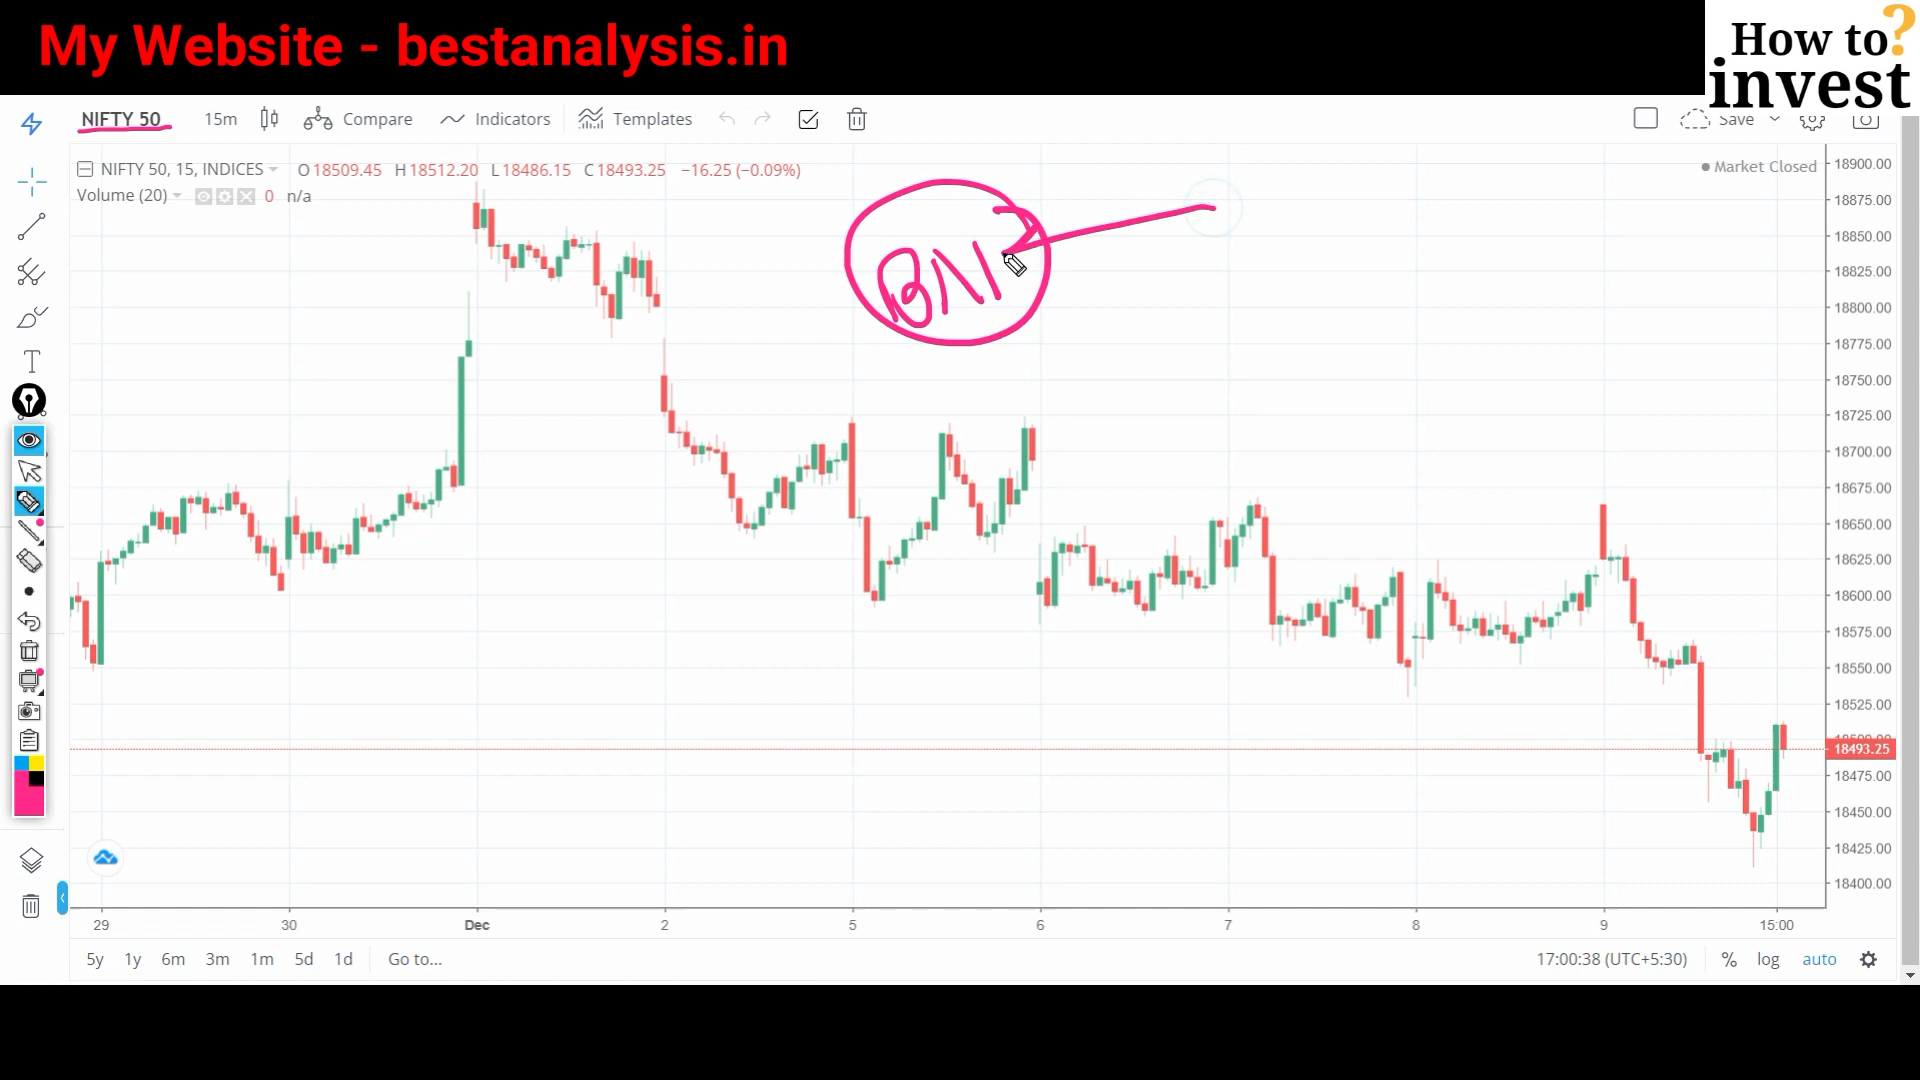 My Website - bestanalysis.in
How to?
invest
NIFTY 50 15m Compare Indicators Templates Save
NIFTY 50, 15, INDICES O18509.45 H18512.20 L18486.15 C18493.25 −16.25 (−0.09%)
Market Closed
Volume (20) 0 n/a
BN
18900.00
18875.00
18850.00
18825.00
18800.00
18775.00
18750.00
18725.00
18700.00
18675.00
18650.00
18625.00
18600.00
18575.00
18550.00
18525.00
18493.25
18475.00
18450.00
18425.00
18400.00
29 30 Dec 2 5 6 7 8 9 15:00
5y 1y 6m 3m 1m 5d 1d Go to... 17:00:38 (UTC+5:30) % log auto